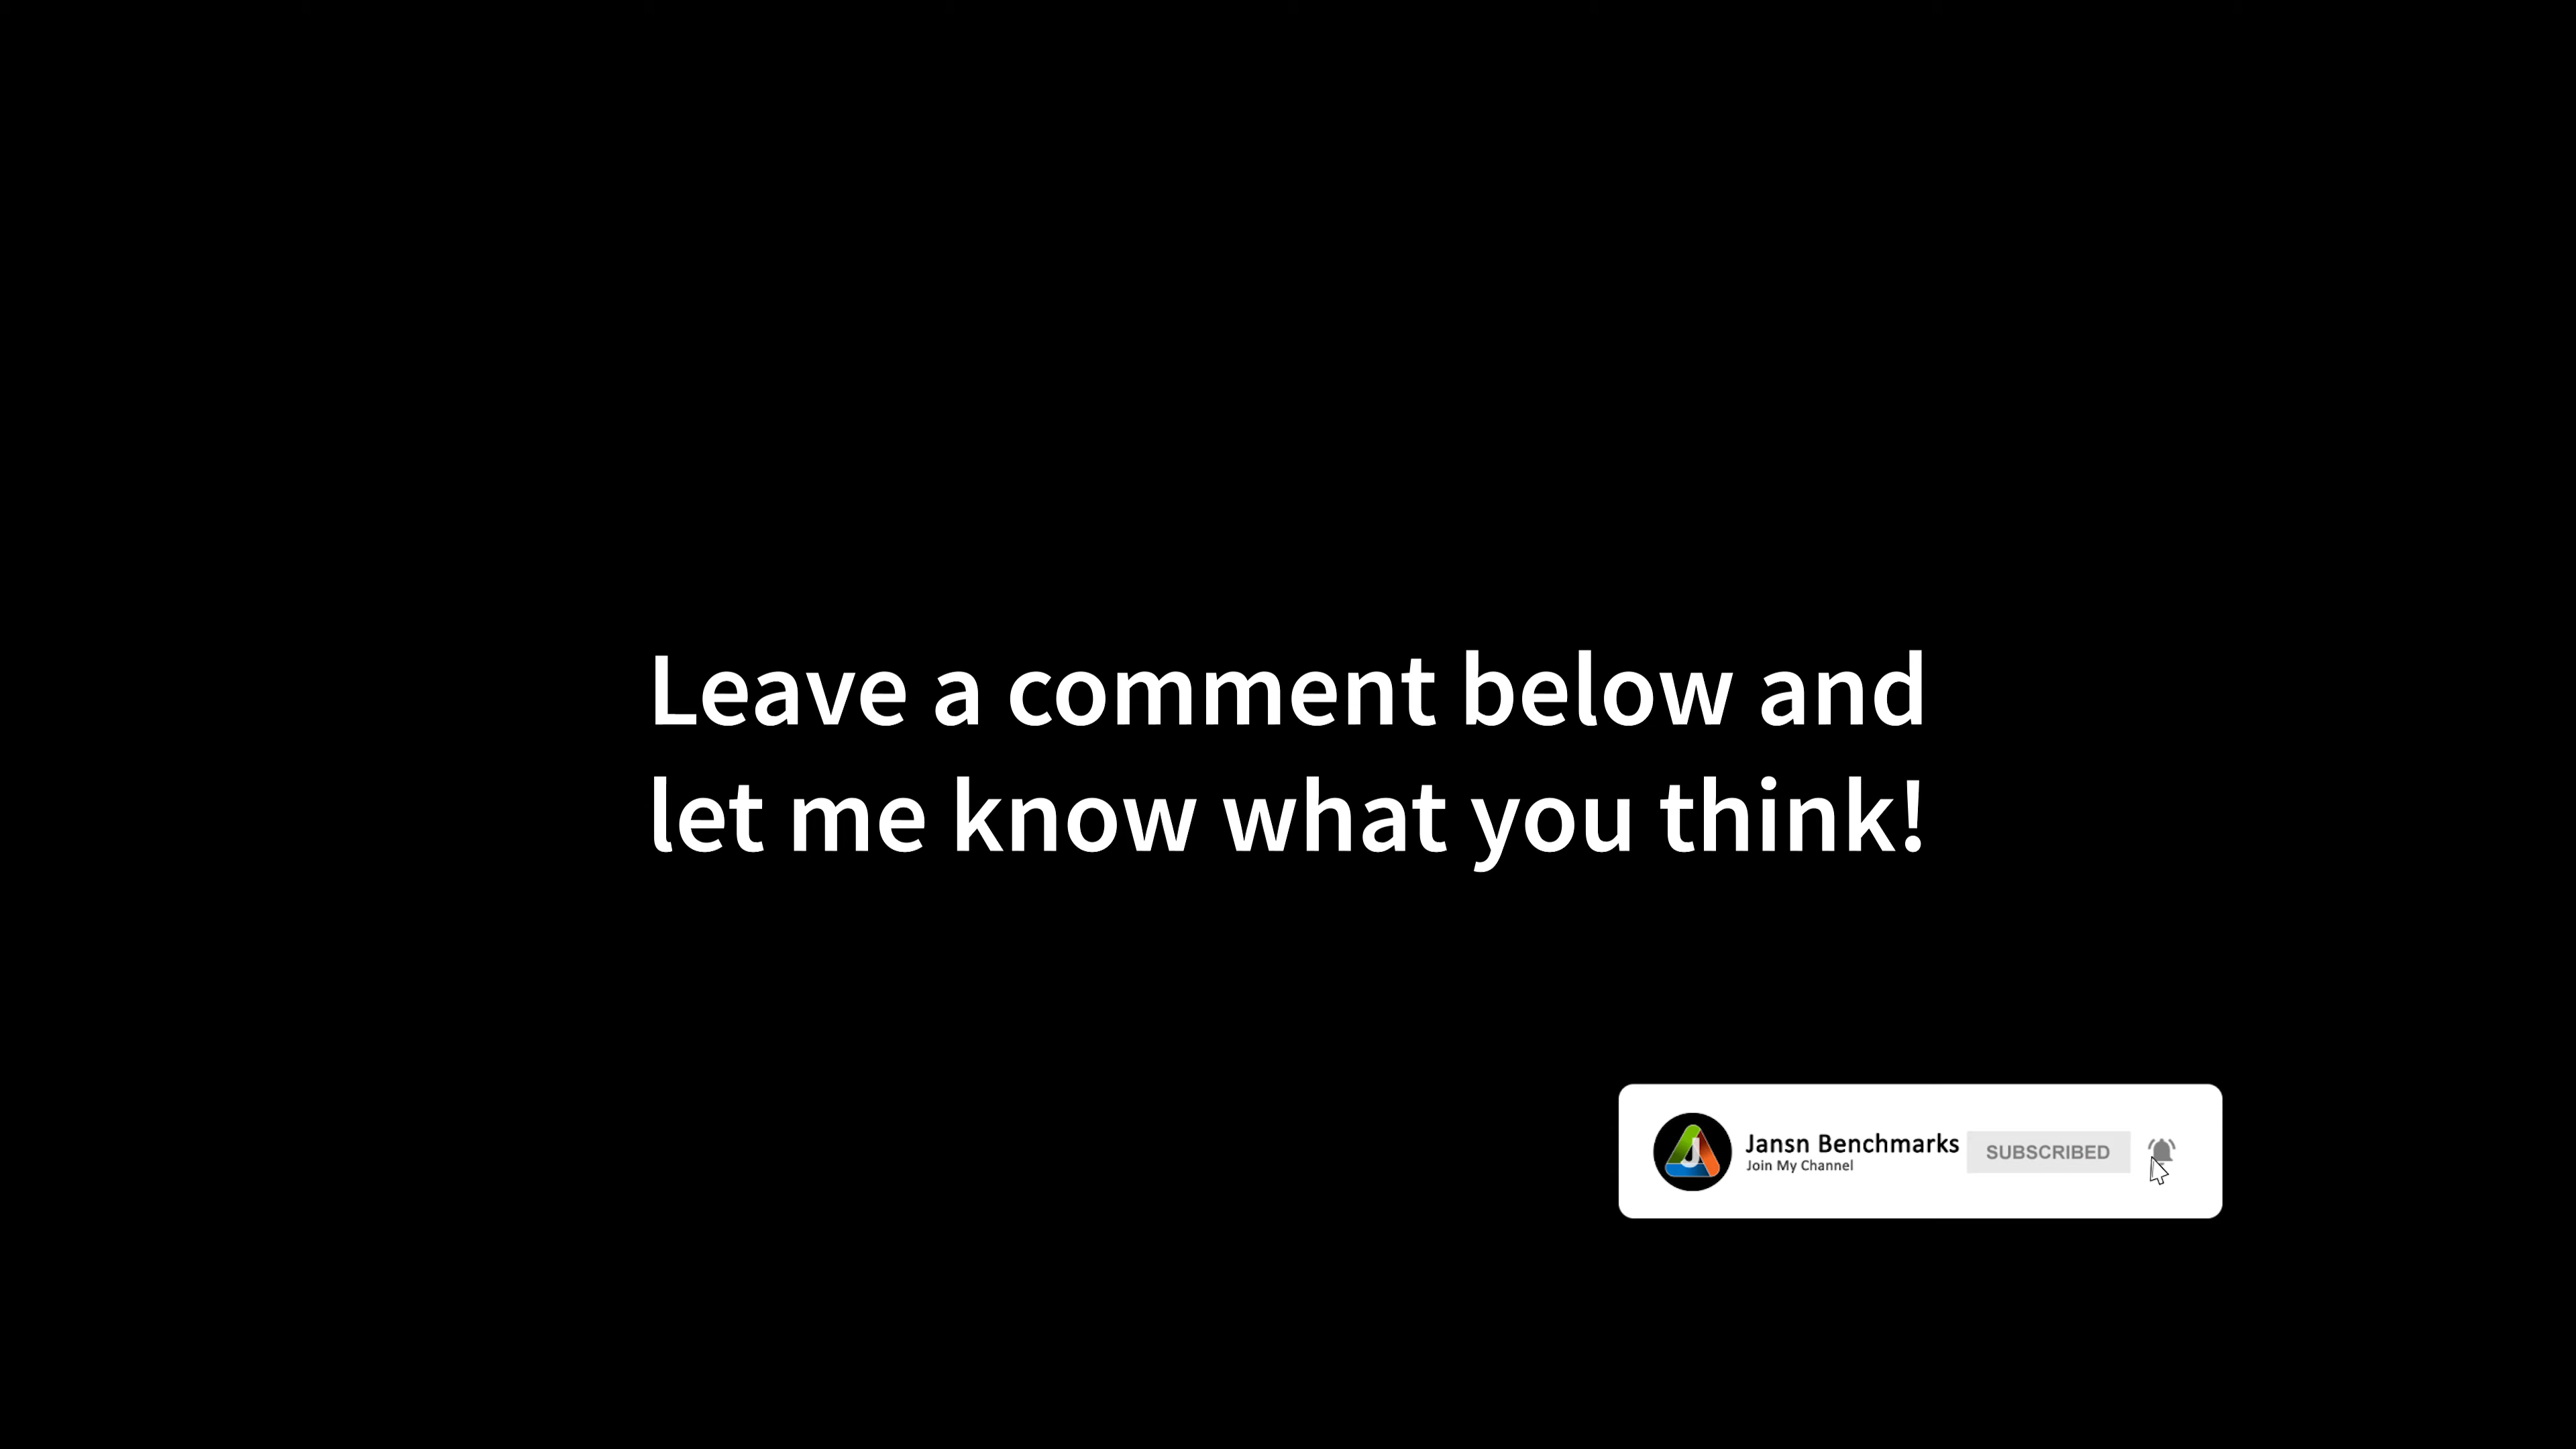 Leave a comment below and
let me know what you think!
Jansn Benchmarks
Join My Channel
SUBSCRIBED
J